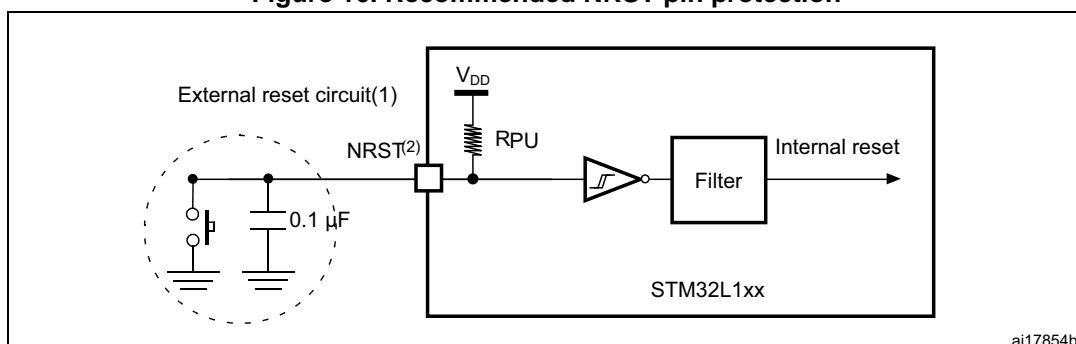 Figure 16. Recommended NRST pin protection
External reset circuit(1)
VDD
NRST(2)
RPU
Internal reset
Filter
0.1 µF
STM32L1xx
ai17854b